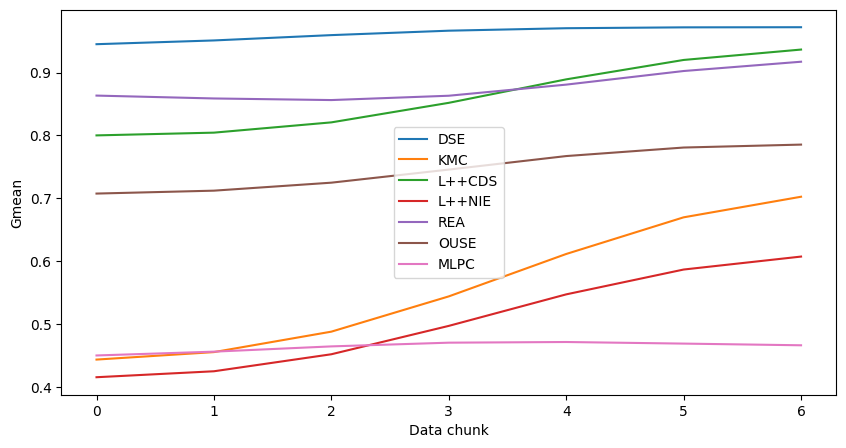 Gmean
0.9
0.8
0.7
0.6
0.5
0.4
DSE
KMC
L++CDS
L++NIE
REA
OUSE
MLPC
0 1 2 3 4 5 6
Data chunk